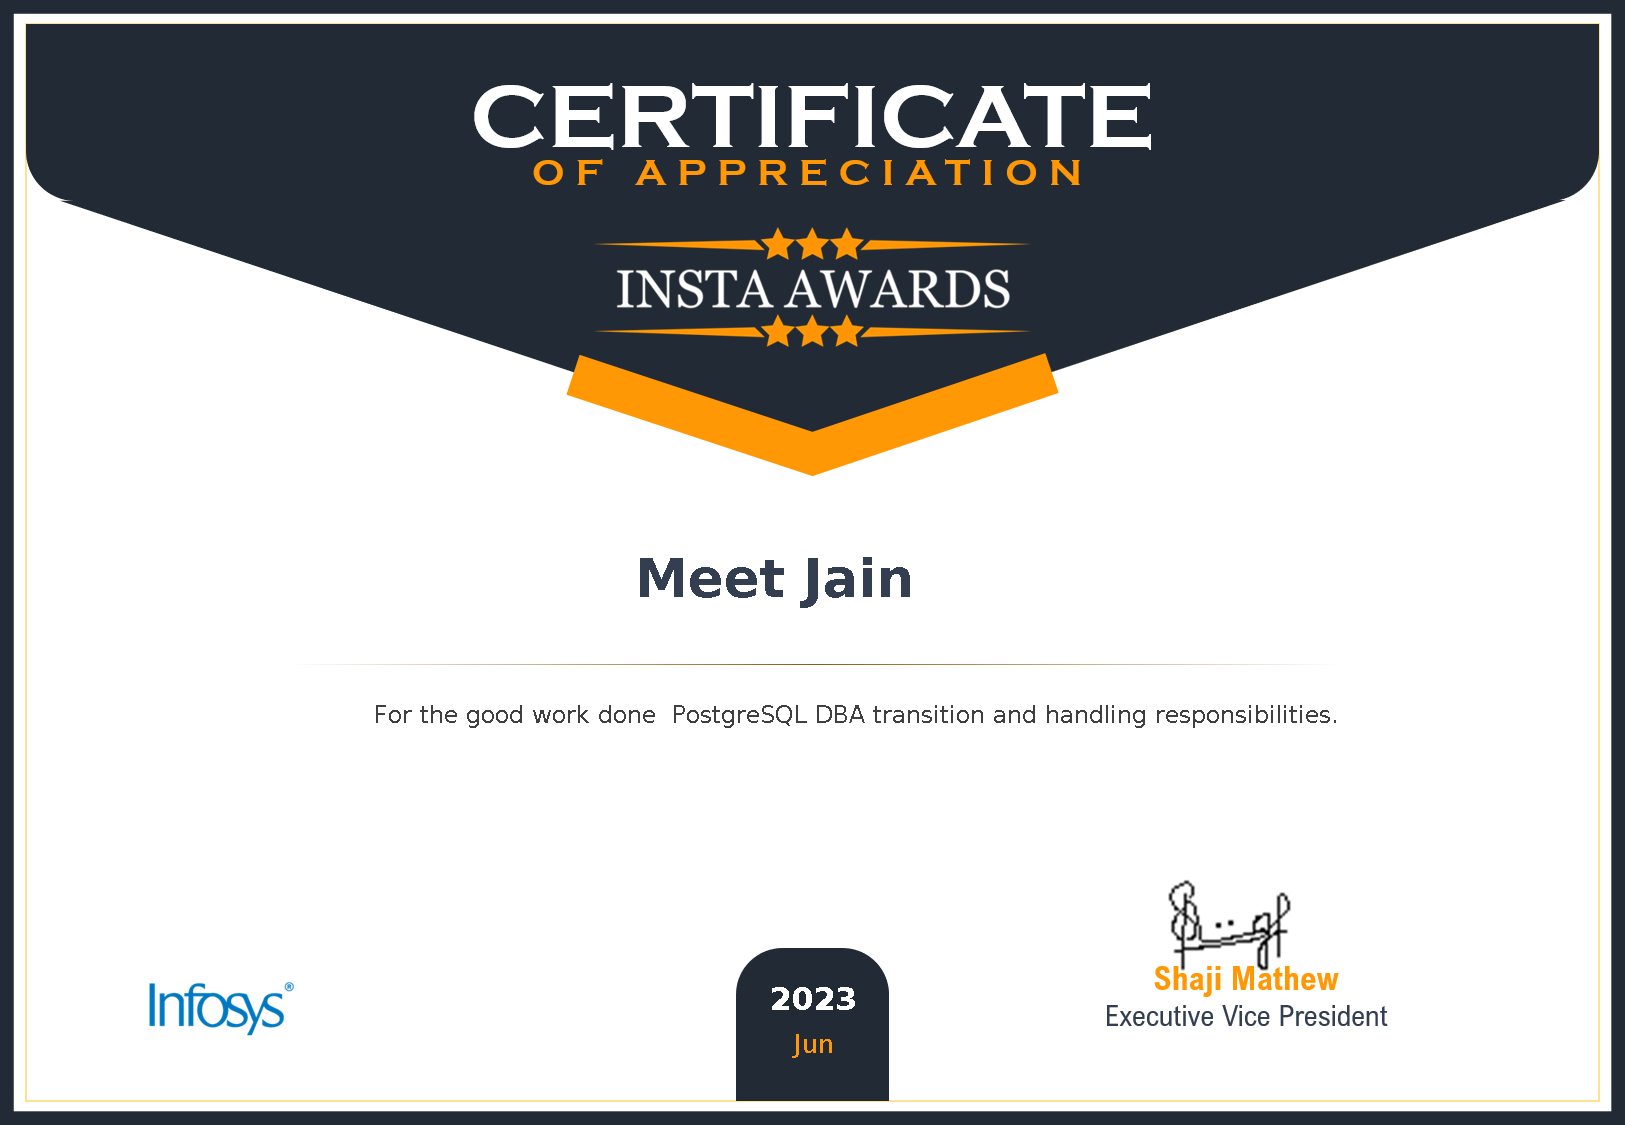 CERTIFICATE
OF APPRECIATION
INSTA AWARDS
Meet Jain
For the good work done  PostgreSQL DBA transition and handling responsibilities.
Infosys®
2023
Jun
Shaji Mathew
Executive Vice President